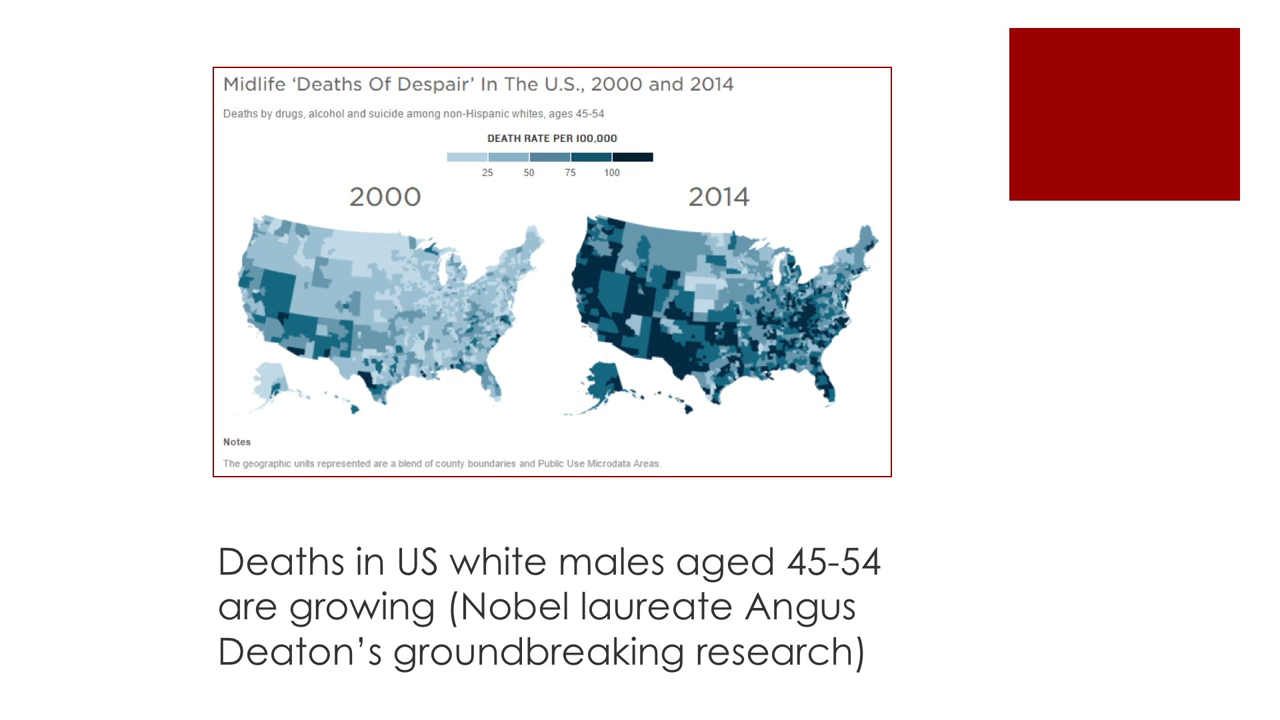 Midlife ‘Deaths Of Despair’ In The U.S., 2000 and 2014
Deaths by drugs, alcohol and suicide among non-Hispanic whites, ages 45-54
DEATH RATE PER 100,000
25 50 75 100
2000 2014
Notes
The geographic units represented are a blend of county boundaries and Public Use Microdata Areas.
Deaths in US white males aged 45-54
are growing (Nobel laureate Angus
Deaton’s groundbreaking research)